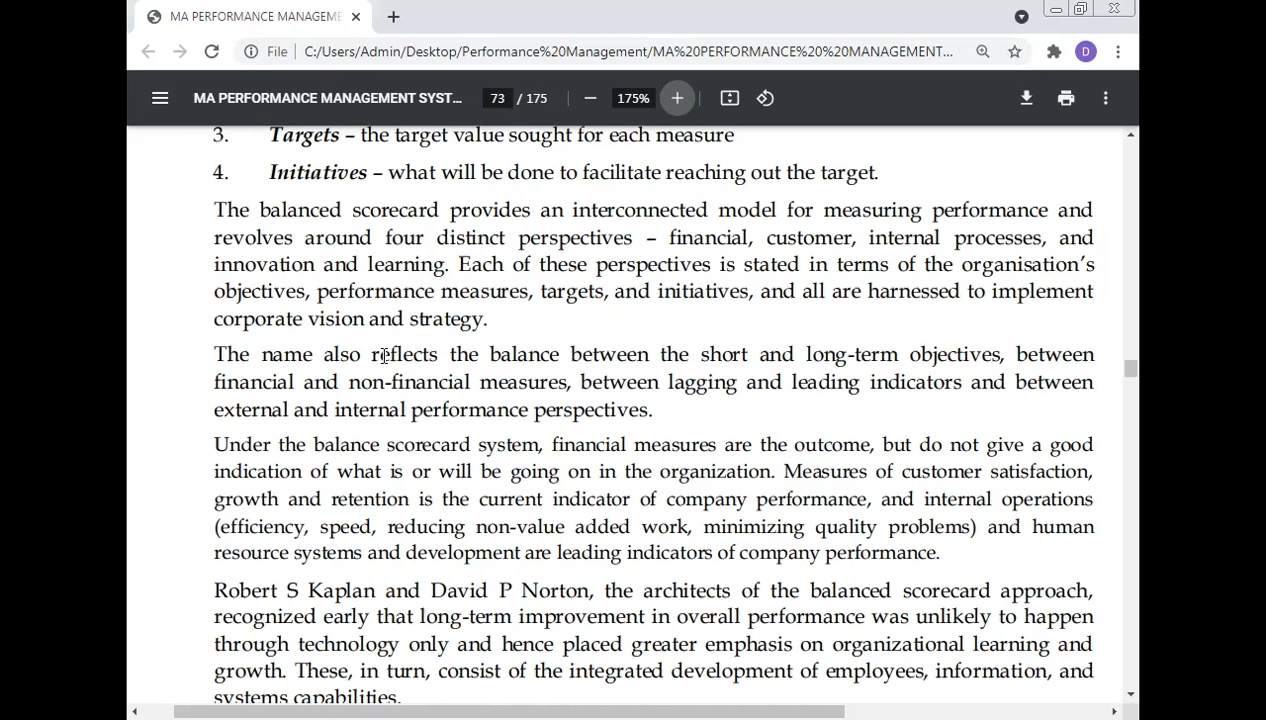 MA PERFORMANCE MANAGEME
File C:/Users/Admin/Desktop/Performance%20Management/MA%20PERFORMANCE%20%20MANAGEMENT...
D
MA PERFORMANCE MANAGEMENT SYST... 73 / 175 175%
3. Targets – the target value sought for each measure
4. Initiatives – what will be done to facilitate reaching out the target.
The balanced scorecard provides an interconnected model for measuring performance and
revolves around four distinct perspectives – financial, customer, internal processes, and
innovation and learning. Each of these perspectives is stated in terms of the organisation's
objectives, performance measures, targets, and initiatives, and all are harnessed to implement
corporate vision and strategy.
The name also reflects the balance between the short and long-term objectives, between
financial and non-financial measures, between lagging and leading indicators and between
external and internal performance perspectives.
Under the balance scorecard system, financial measures are the outcome, but do not give a good
indication of what is or will be going on in the organization. Measures of customer satisfaction,
growth and retention is the current indicator of company performance, and internal operations
(efficiency, speed, reducing non-value added work, minimizing quality problems) and human
resource systems and development are leading indicators of company performance.
Robert S Kaplan and David P Norton, the architects of the balanced scorecard approach,
recognized early that long-term improvement in overall performance was unlikely to happen
through technology only and hence placed greater emphasis on organizational learning and
growth. These, in turn, consist of the integrated development of employees, information, and
systems capabilities.